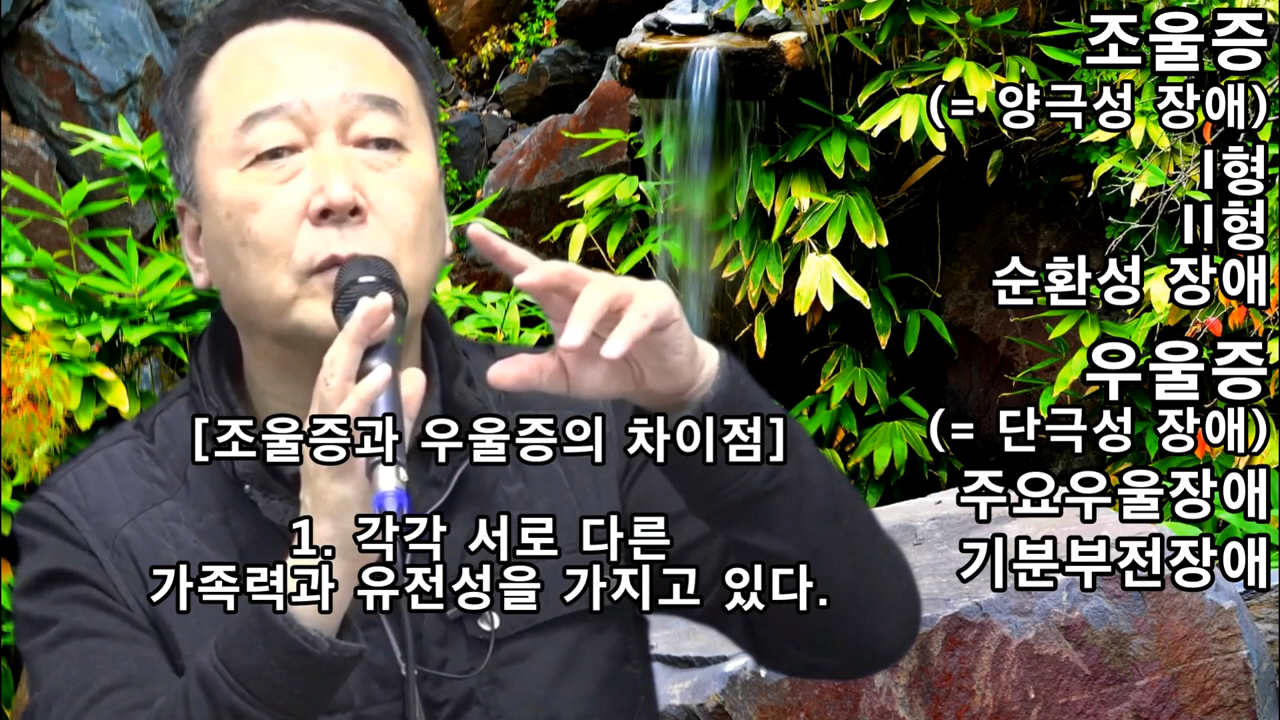 조울증
(= 양극성 장애)
I형
II형
순환성 장애
우울증
(= 단극성 장애)
주요우울장애
기분부전장애
[조울증과 우울증의 차이점]
1. 각각 서로 다른
가족력과 유전성을 가지고 있다.